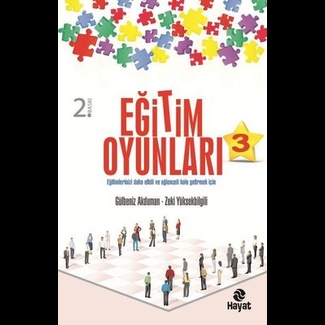 2.
BASKI
EĞİTİM
OYUNLARI
3
Eğitimlerinizi daha etkili ve eğlenceli hale getirmek için
Gülbeniz Akduman - Zeki Yüksekbilgili
Hayat